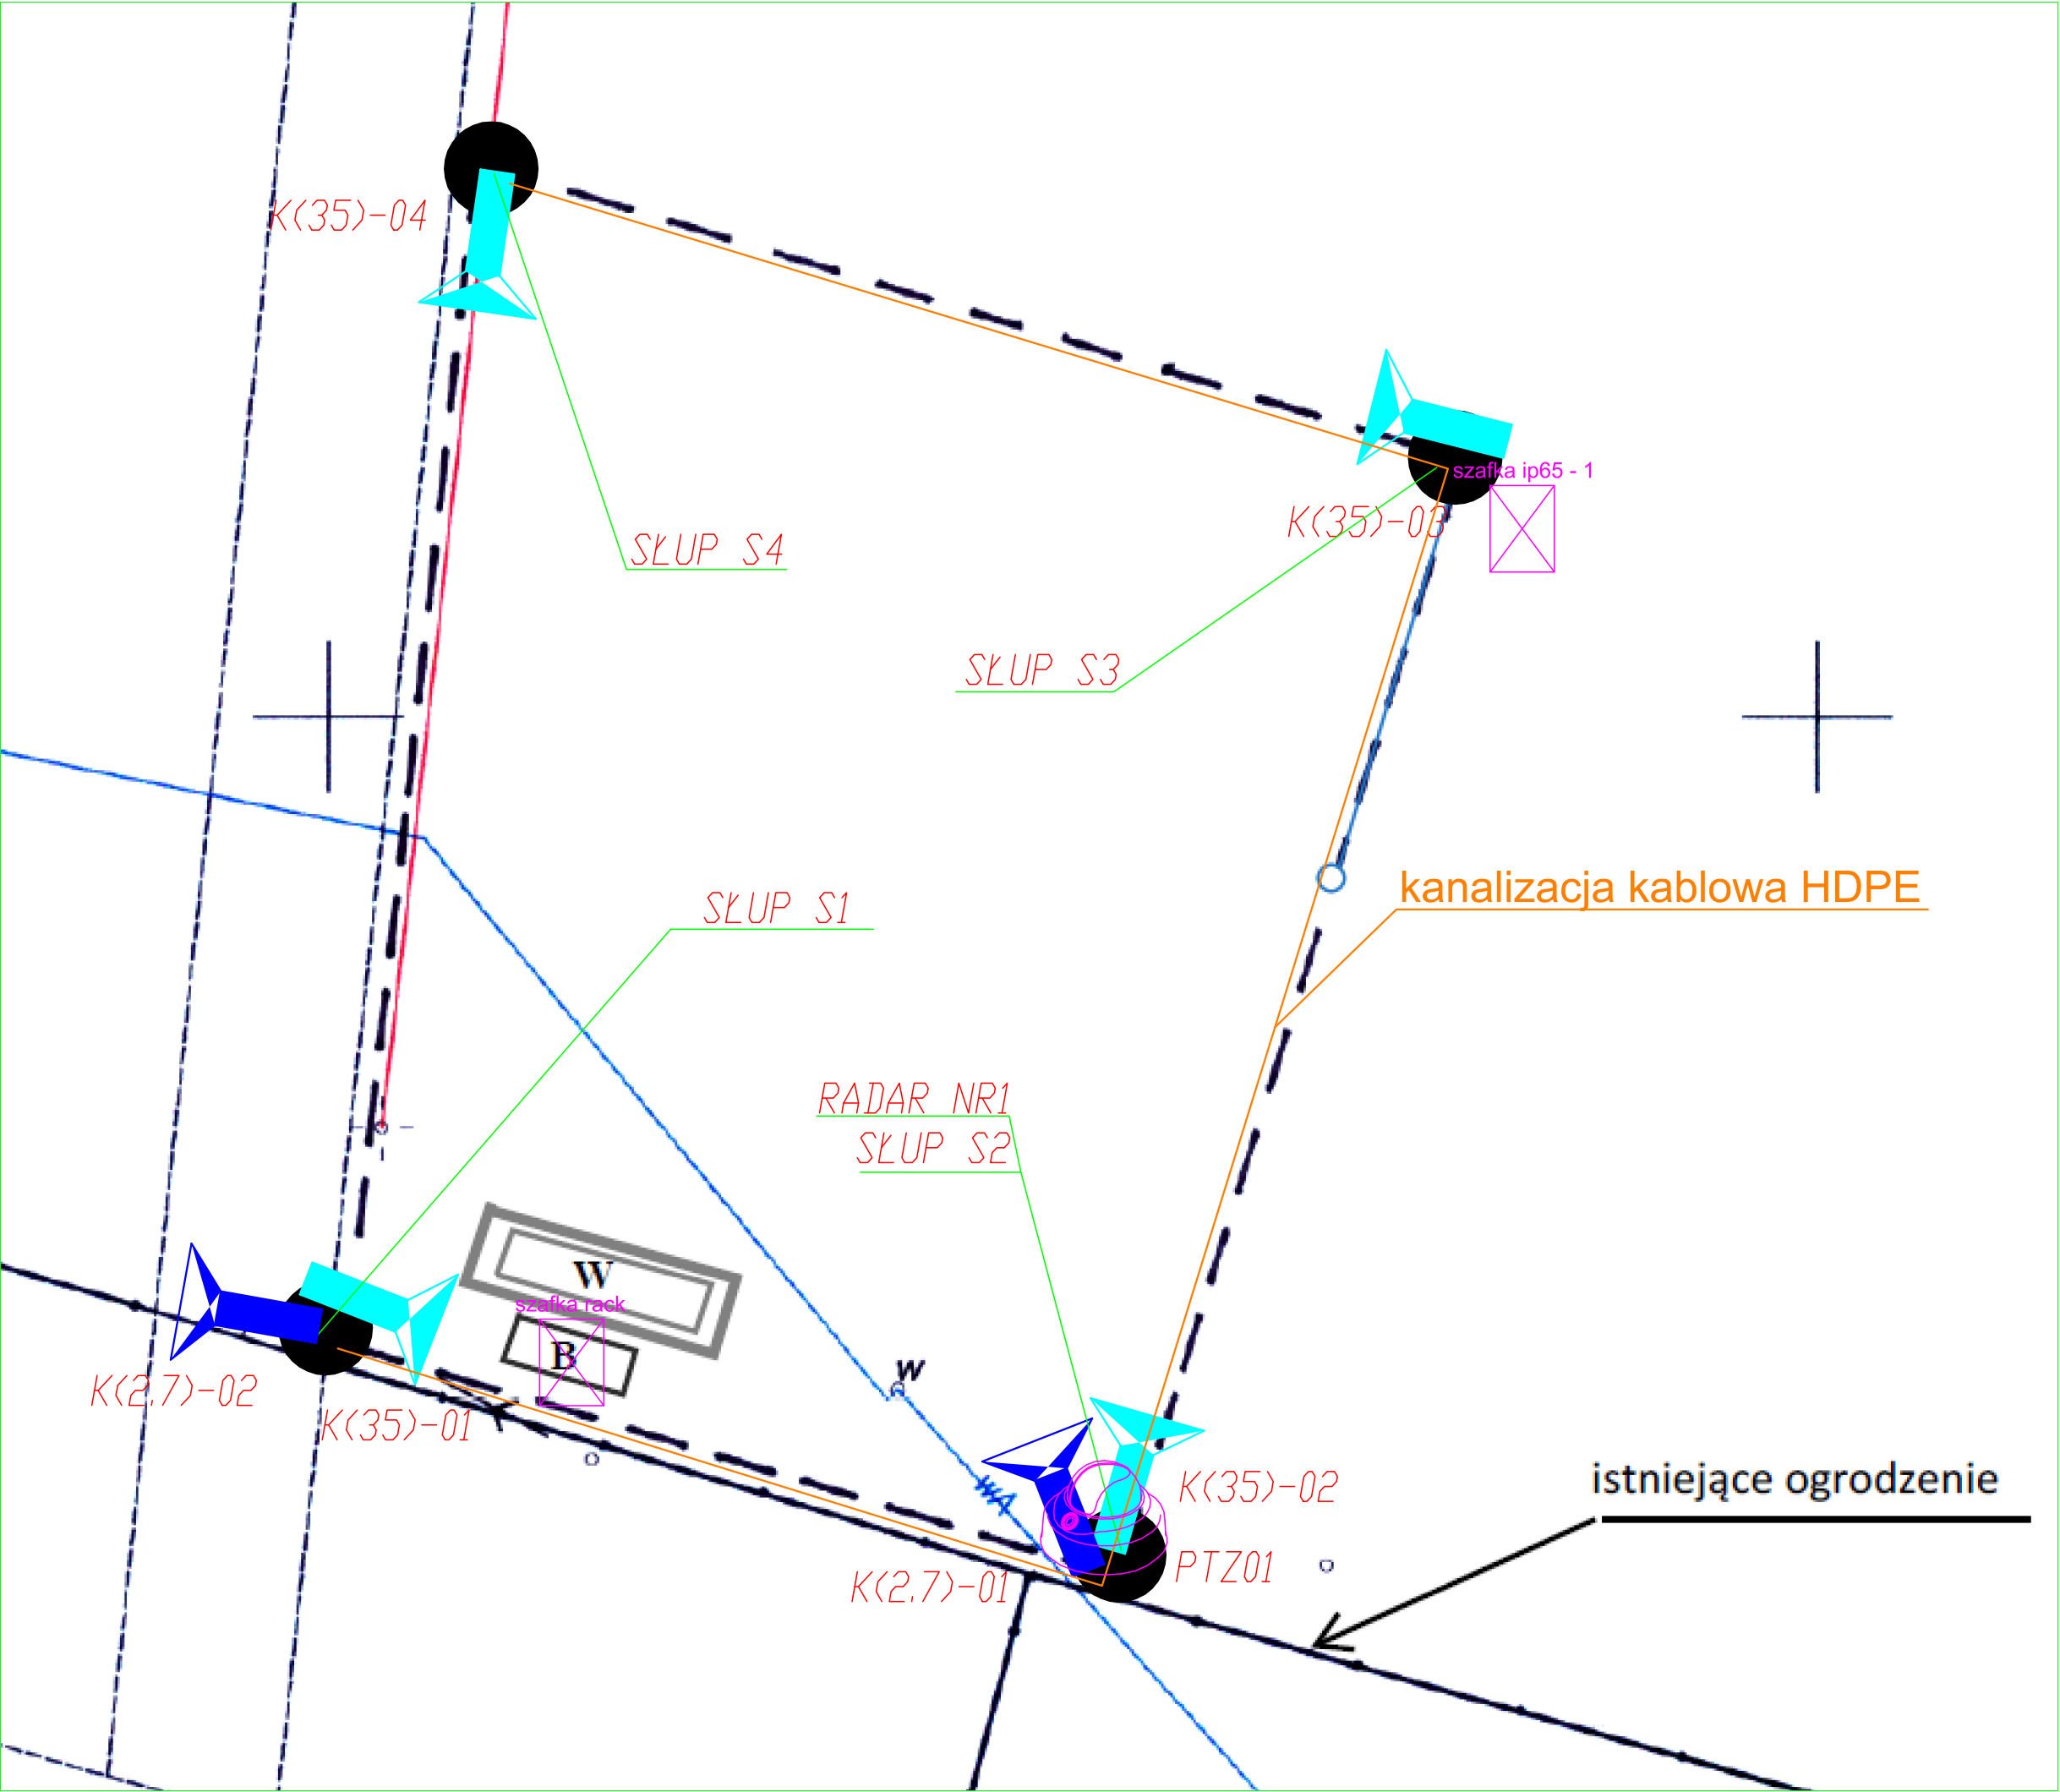 K(35)-04
szafka ip65 - 1
K(35)-03
SŁUP S4
SŁUP S3
kanalizacja kablowa HDPE
SŁUP S1
RADAR NR1
SŁUP S2
W
szafka rack
B
w
K(2.7)-02
K(35)-01
K(35)-02
istniejące ogrodzenie
PTZ01
K(2.7)-01